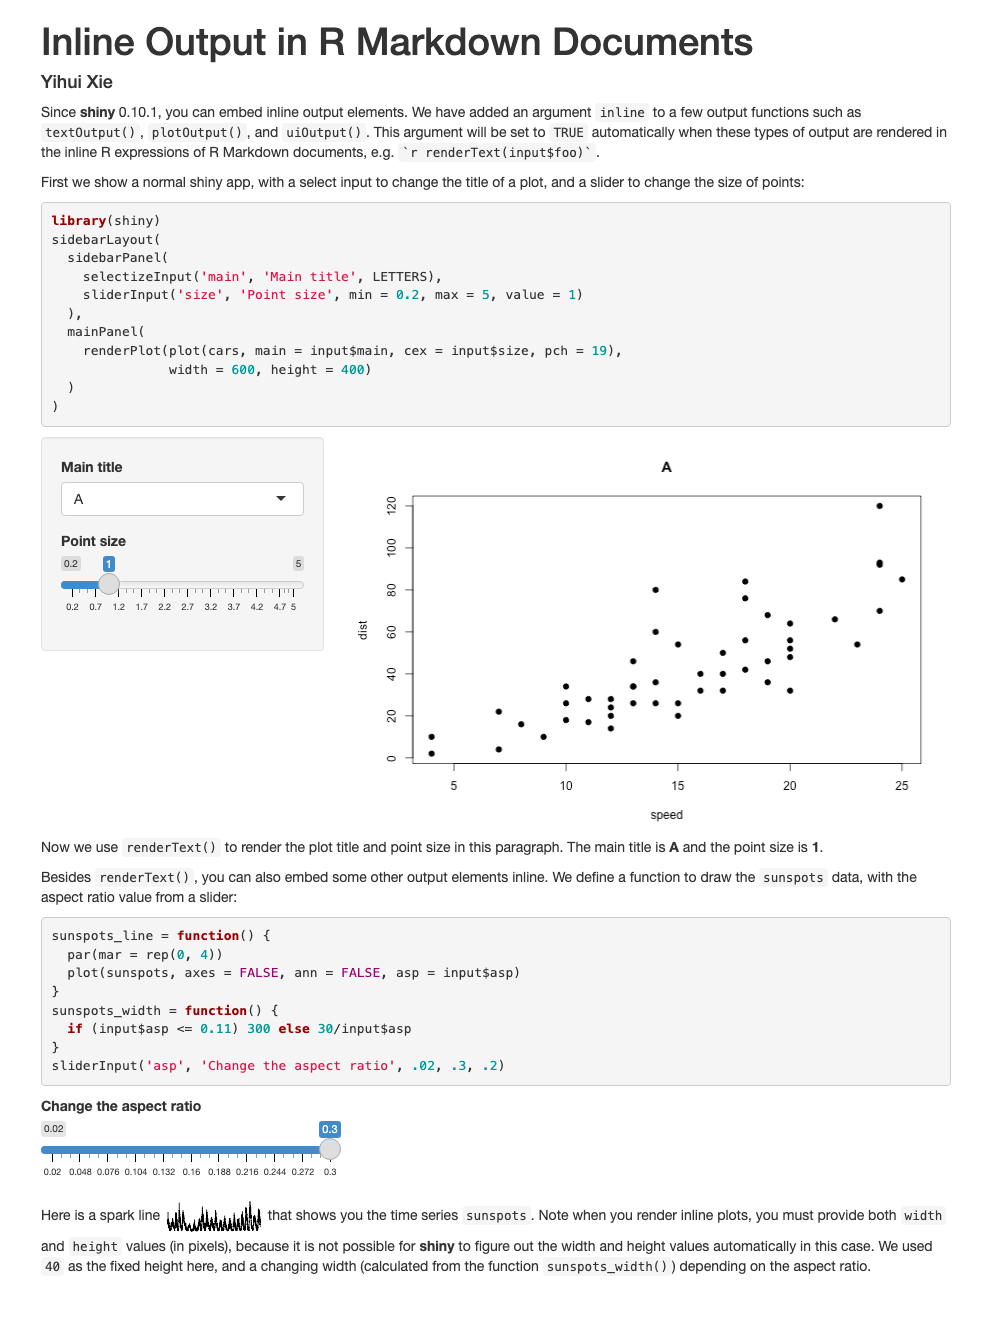 Inline Output in R Markdown Documents
Yihui Xie
Since shiny 0.10.1, you can embed inline output elements. We have added an argument inline to a few output functions such as
textOutput(), plotOutput(), and uiOutput(). This argument will be set to TRUE automatically when these types of output are rendered in
the inline R expressions of R Markdown documents, e.g. `r renderText(input$foo)`.
First we show a normal shiny app, with a select input to change the title of a plot, and a slider to change the size of points:
library(shiny)
sidebarLayout(
  sidebarPanel(
    selectizeInput('main', 'Main title', LETTERS),
    sliderInput('size', 'Point size', min = 0.2, max = 5, value = 1)
  ),
  mainPanel(
    renderPlot(plot(cars, main = input$main, cex = input$size, pch = 19),
               width = 600, height = 400)
  )
)
Main title
A
Point size
0.2 1 5
0.2 0.7 1.2 1.7 2.2 2.7 3.2 3.7 4.2 4.7 5
A
120
100
80
60
40
20
0
dist
5 10 15 20 25
speed
Now we use renderText() to render the plot title and point size in this paragraph. The main title is A and the point size is 1.
Besides renderText(), you can also embed some other output elements inline. We define a function to draw the sunspots data, with the
aspect ratio value from a slider:
sunspots_line = function() {
  par(mar = rep(0, 4))
  plot(sunspots, axes = FALSE, ann = FALSE, asp = input$asp)
}
sunspots_width = function() {
  if (input$asp <= 0.11) 300 else 30/input$asp
}
sliderInput('asp', 'Change the aspect ratio', .02, .3, .2)
Change the aspect ratio
0.02 0.3
0.02 0.048 0.076 0.104 0.132 0.16 0.188 0.216 0.244 0.272 0.3
Here is a spark line that shows you the time series sunspots. Note when you render inline plots, you must provide both width
and height values (in pixels), because it is not possible for shiny to figure out the width and height values automatically in this case. We used
40 as the fixed height here, and a changing width (calculated from the function sunspots_width()) depending on the aspect ratio.